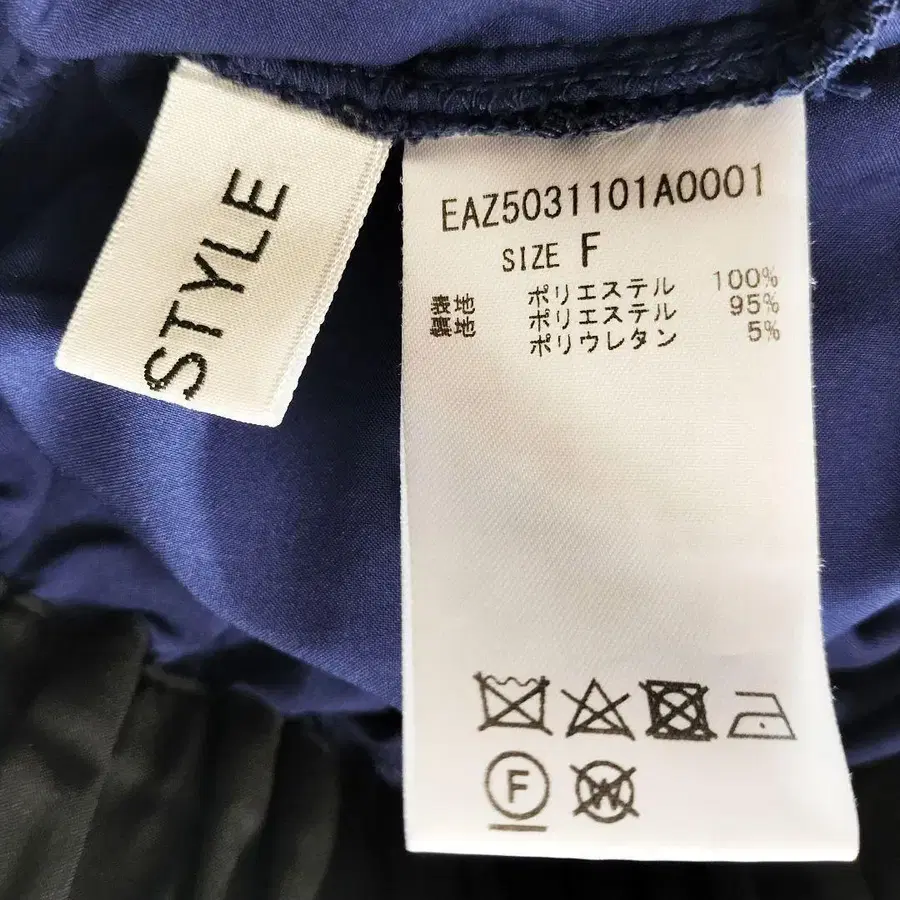 STYLE
EAZ5031101A0001
SIZE F
表地 ポリエステル 100%
裏地 ポリエステル 95%
ポリウレタン 5%
F
W